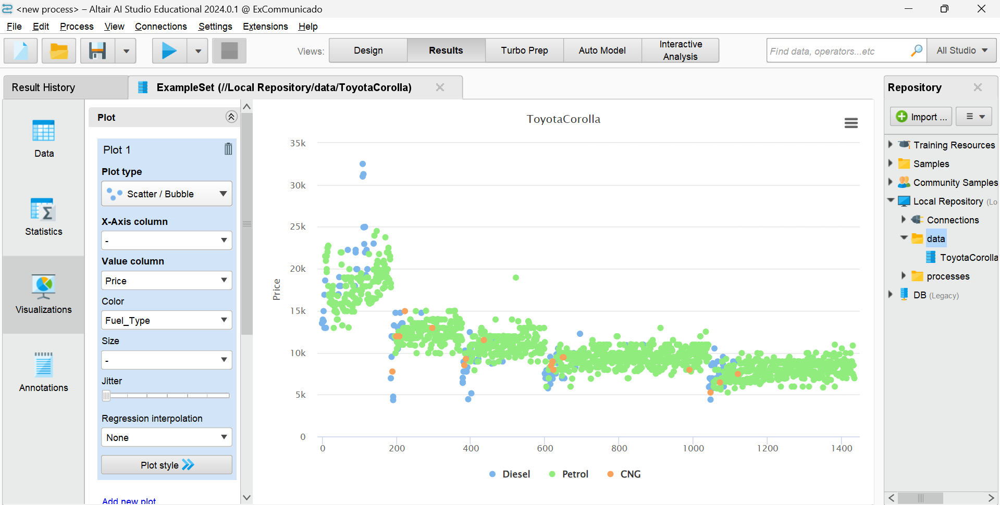 <new process> – Altair AI Studio Educational 2024.0.1 @ ExCommunicado
File Edit Process View Connections Settings Extensions Help
Views: Design Results Turbo Prep Auto Model Interactive Analysis
Find data, operators...etc All Studio
Result History
ExampleSet (//Local Repository/data/ToyotaCorolla)
Data
Statistics
Visualizations
Annotations
Plot
Plot 1
Plot type
Scatter / Bubble
X-Axis column
-
Value column
Price
Color
Fuel_Type
Size
-
Jitter
Regression interpolation
None
Plot style
Add new plot
ToyotaCorolla
Price
35k
30k
25k
20k
15k
10k
5k
0
0 200 400 600 800 1000 1200 1400
Diesel Petrol CNG
Repository
Import ...
Training Resources
Samples
Community Samples
Local Repository (Lo
Connections
data
ToyotaCorolla
processes
DB (Legacy)